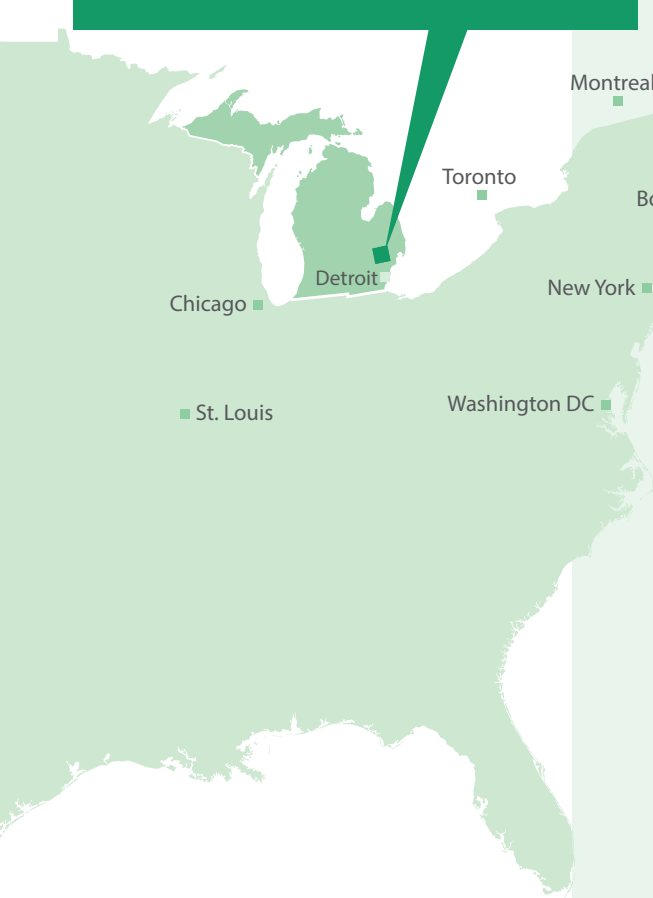 Montreal
Toronto
Detroit
New York
Chicago
Washington DC
St. Louis